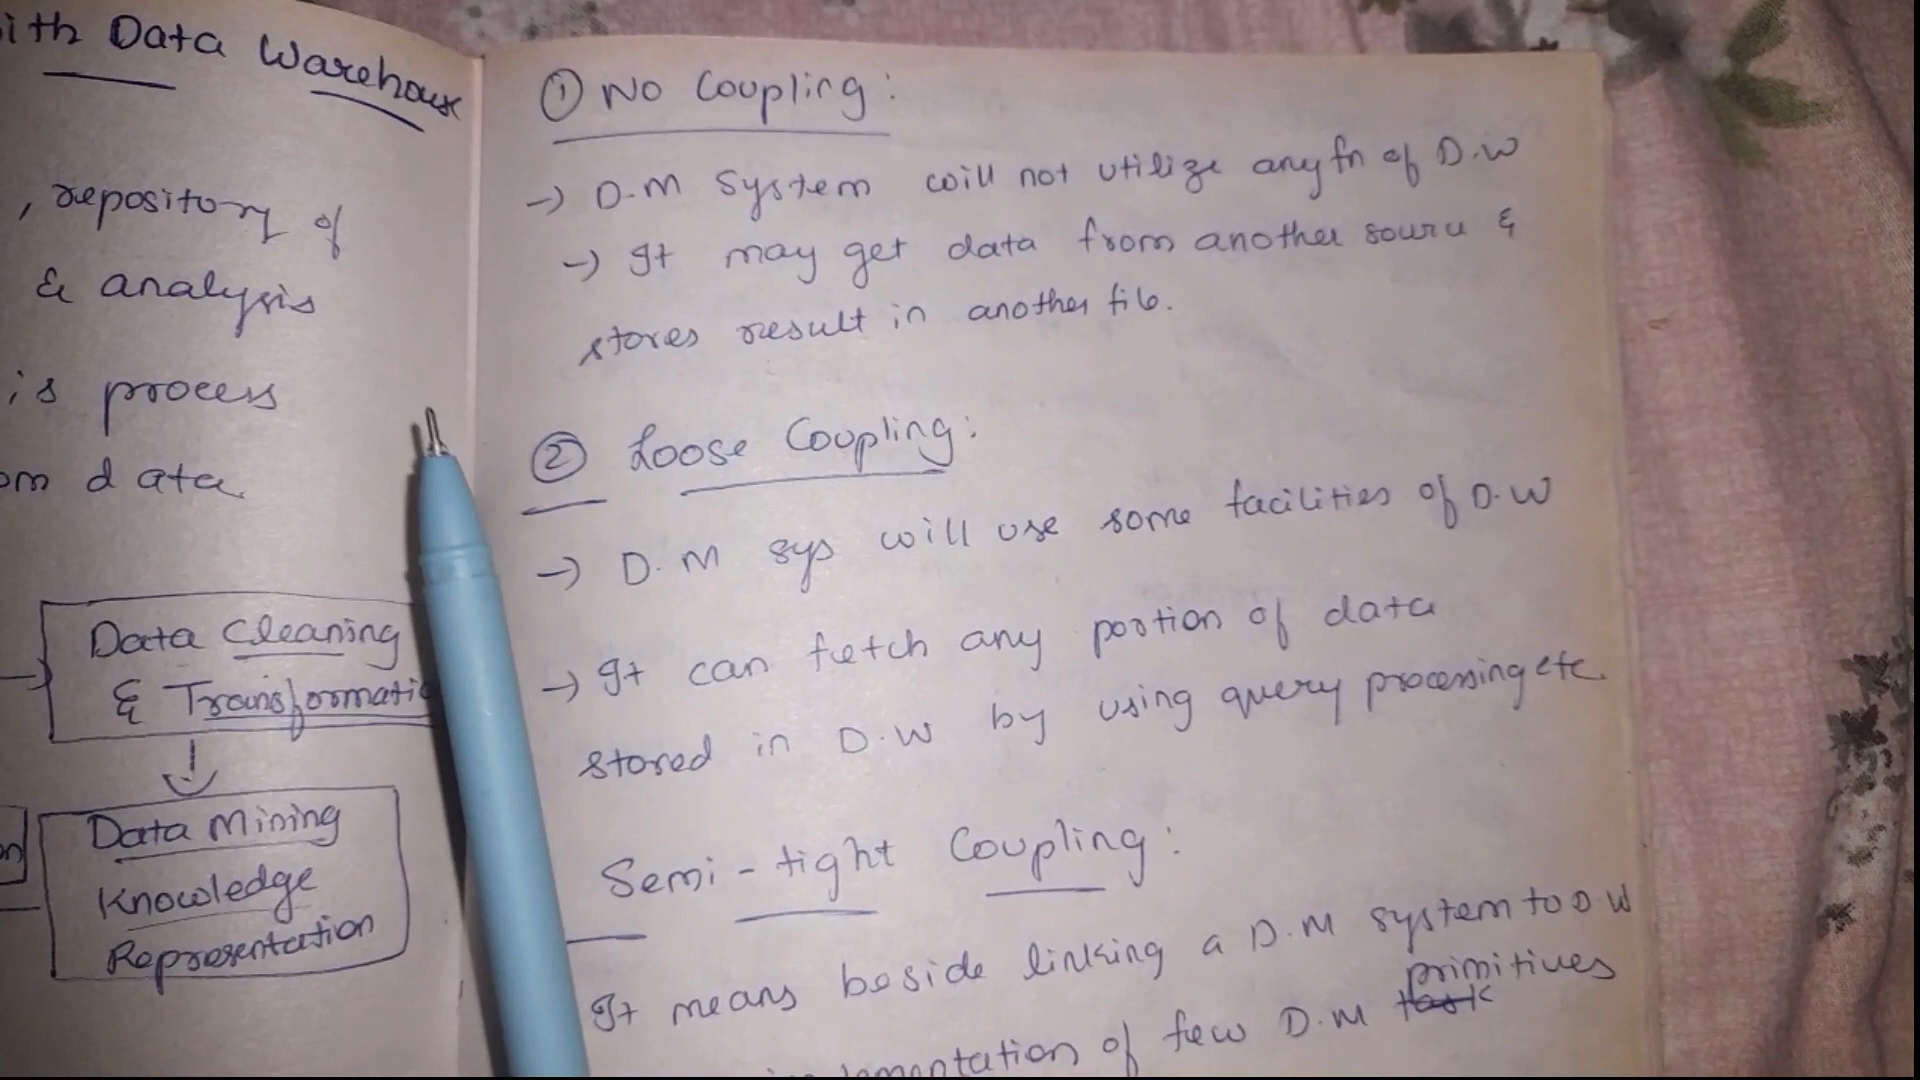 ith Data Warehouse
, repository of
& analysis
is process
om data
Data Cleaning
& Transformatio
Data Mining
Knowledge
Representation
① No Coupling:
→ D.M System will not utilize any fn of D.W
→ It may get data from another source &
stores result in another file.
② Loose Coupling:
→ D.M sys will use some facilities of D.W
→ It can fetch any portion of data
stored in D.W by using query processing etc.
Semi-tight Coupling:
It means beside linking a D.M system to D.W
primitives
lementation of few D.M task